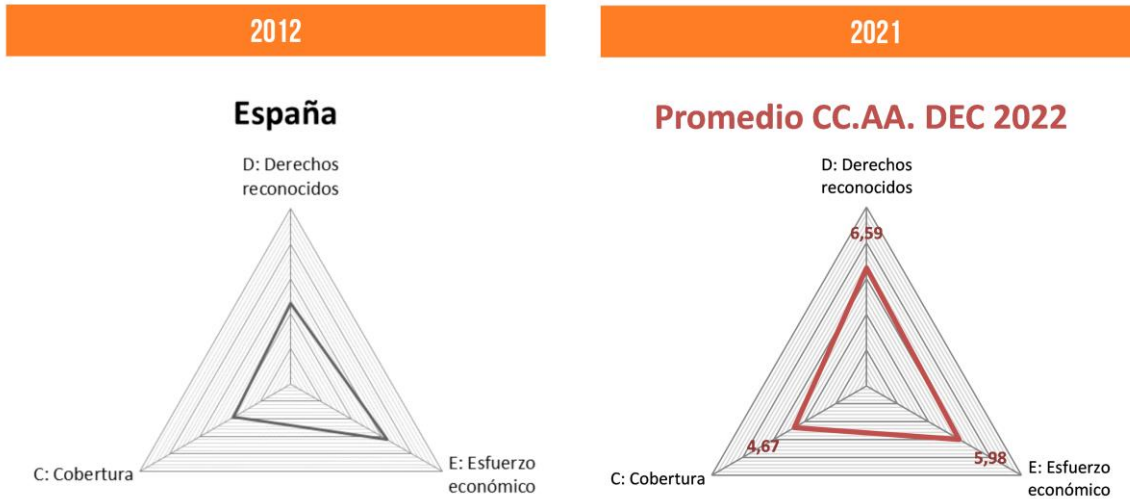 2012
España
D: Derechos
reconocidos
C: Cobertura
E: Esfuerzo
económico
2021
Promedio CC.AA. DEC 2022
D: Derechos
reconocidos
6,59
4,67
5,98
C: Cobertura
E: Esfuerzo
económico